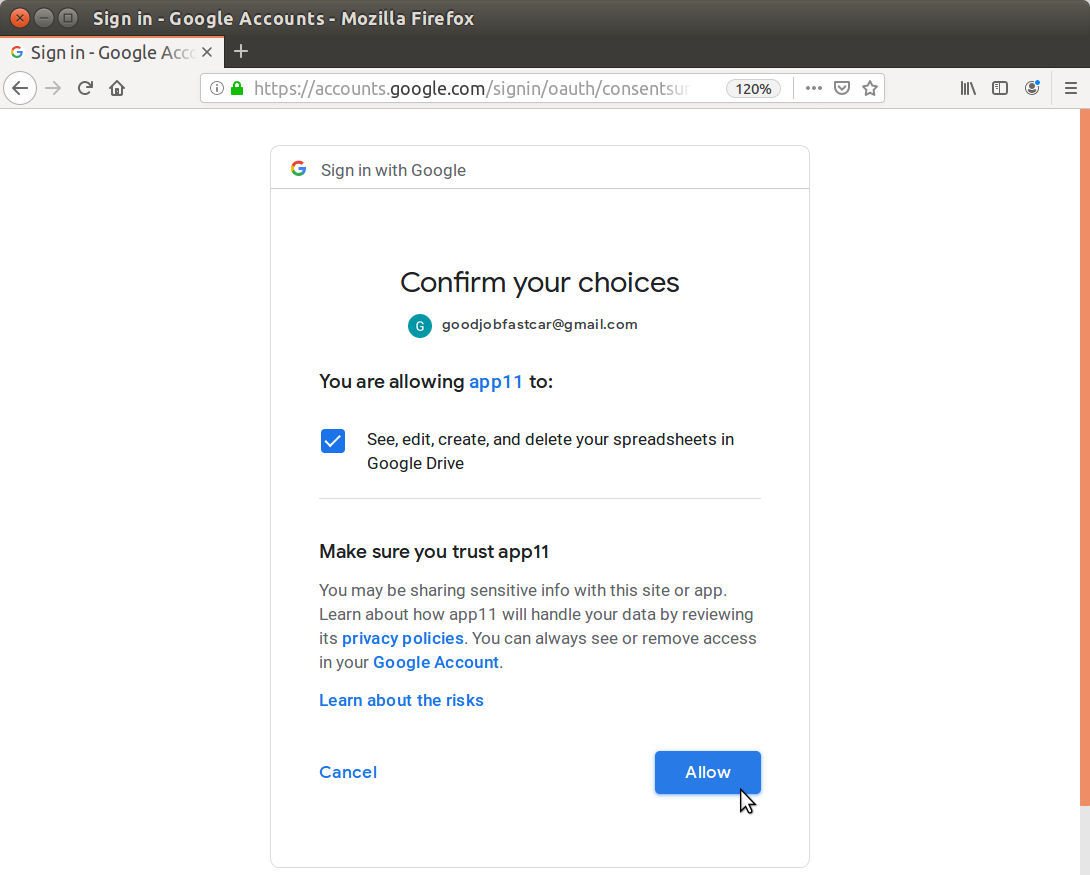 Sign in - Google Accounts - Mozilla Firefox
Sign in - Google Acc
https://accounts.google.com/signin/oauth/consentsu
120%
Sign in with Google
Confirm your choices
G
goodjobfastcar@gmail.com
You are allowing app11 to:
See, edit, create, and delete your spreadsheets in
Google Drive
Make sure you trust app11
You may be sharing sensitive info with this site or app.
Learn about how app11 will handle your data by reviewing
its privacy policies. You can always see or remove access
in your Google Account.
Learn about the risks
Cancel
Allow